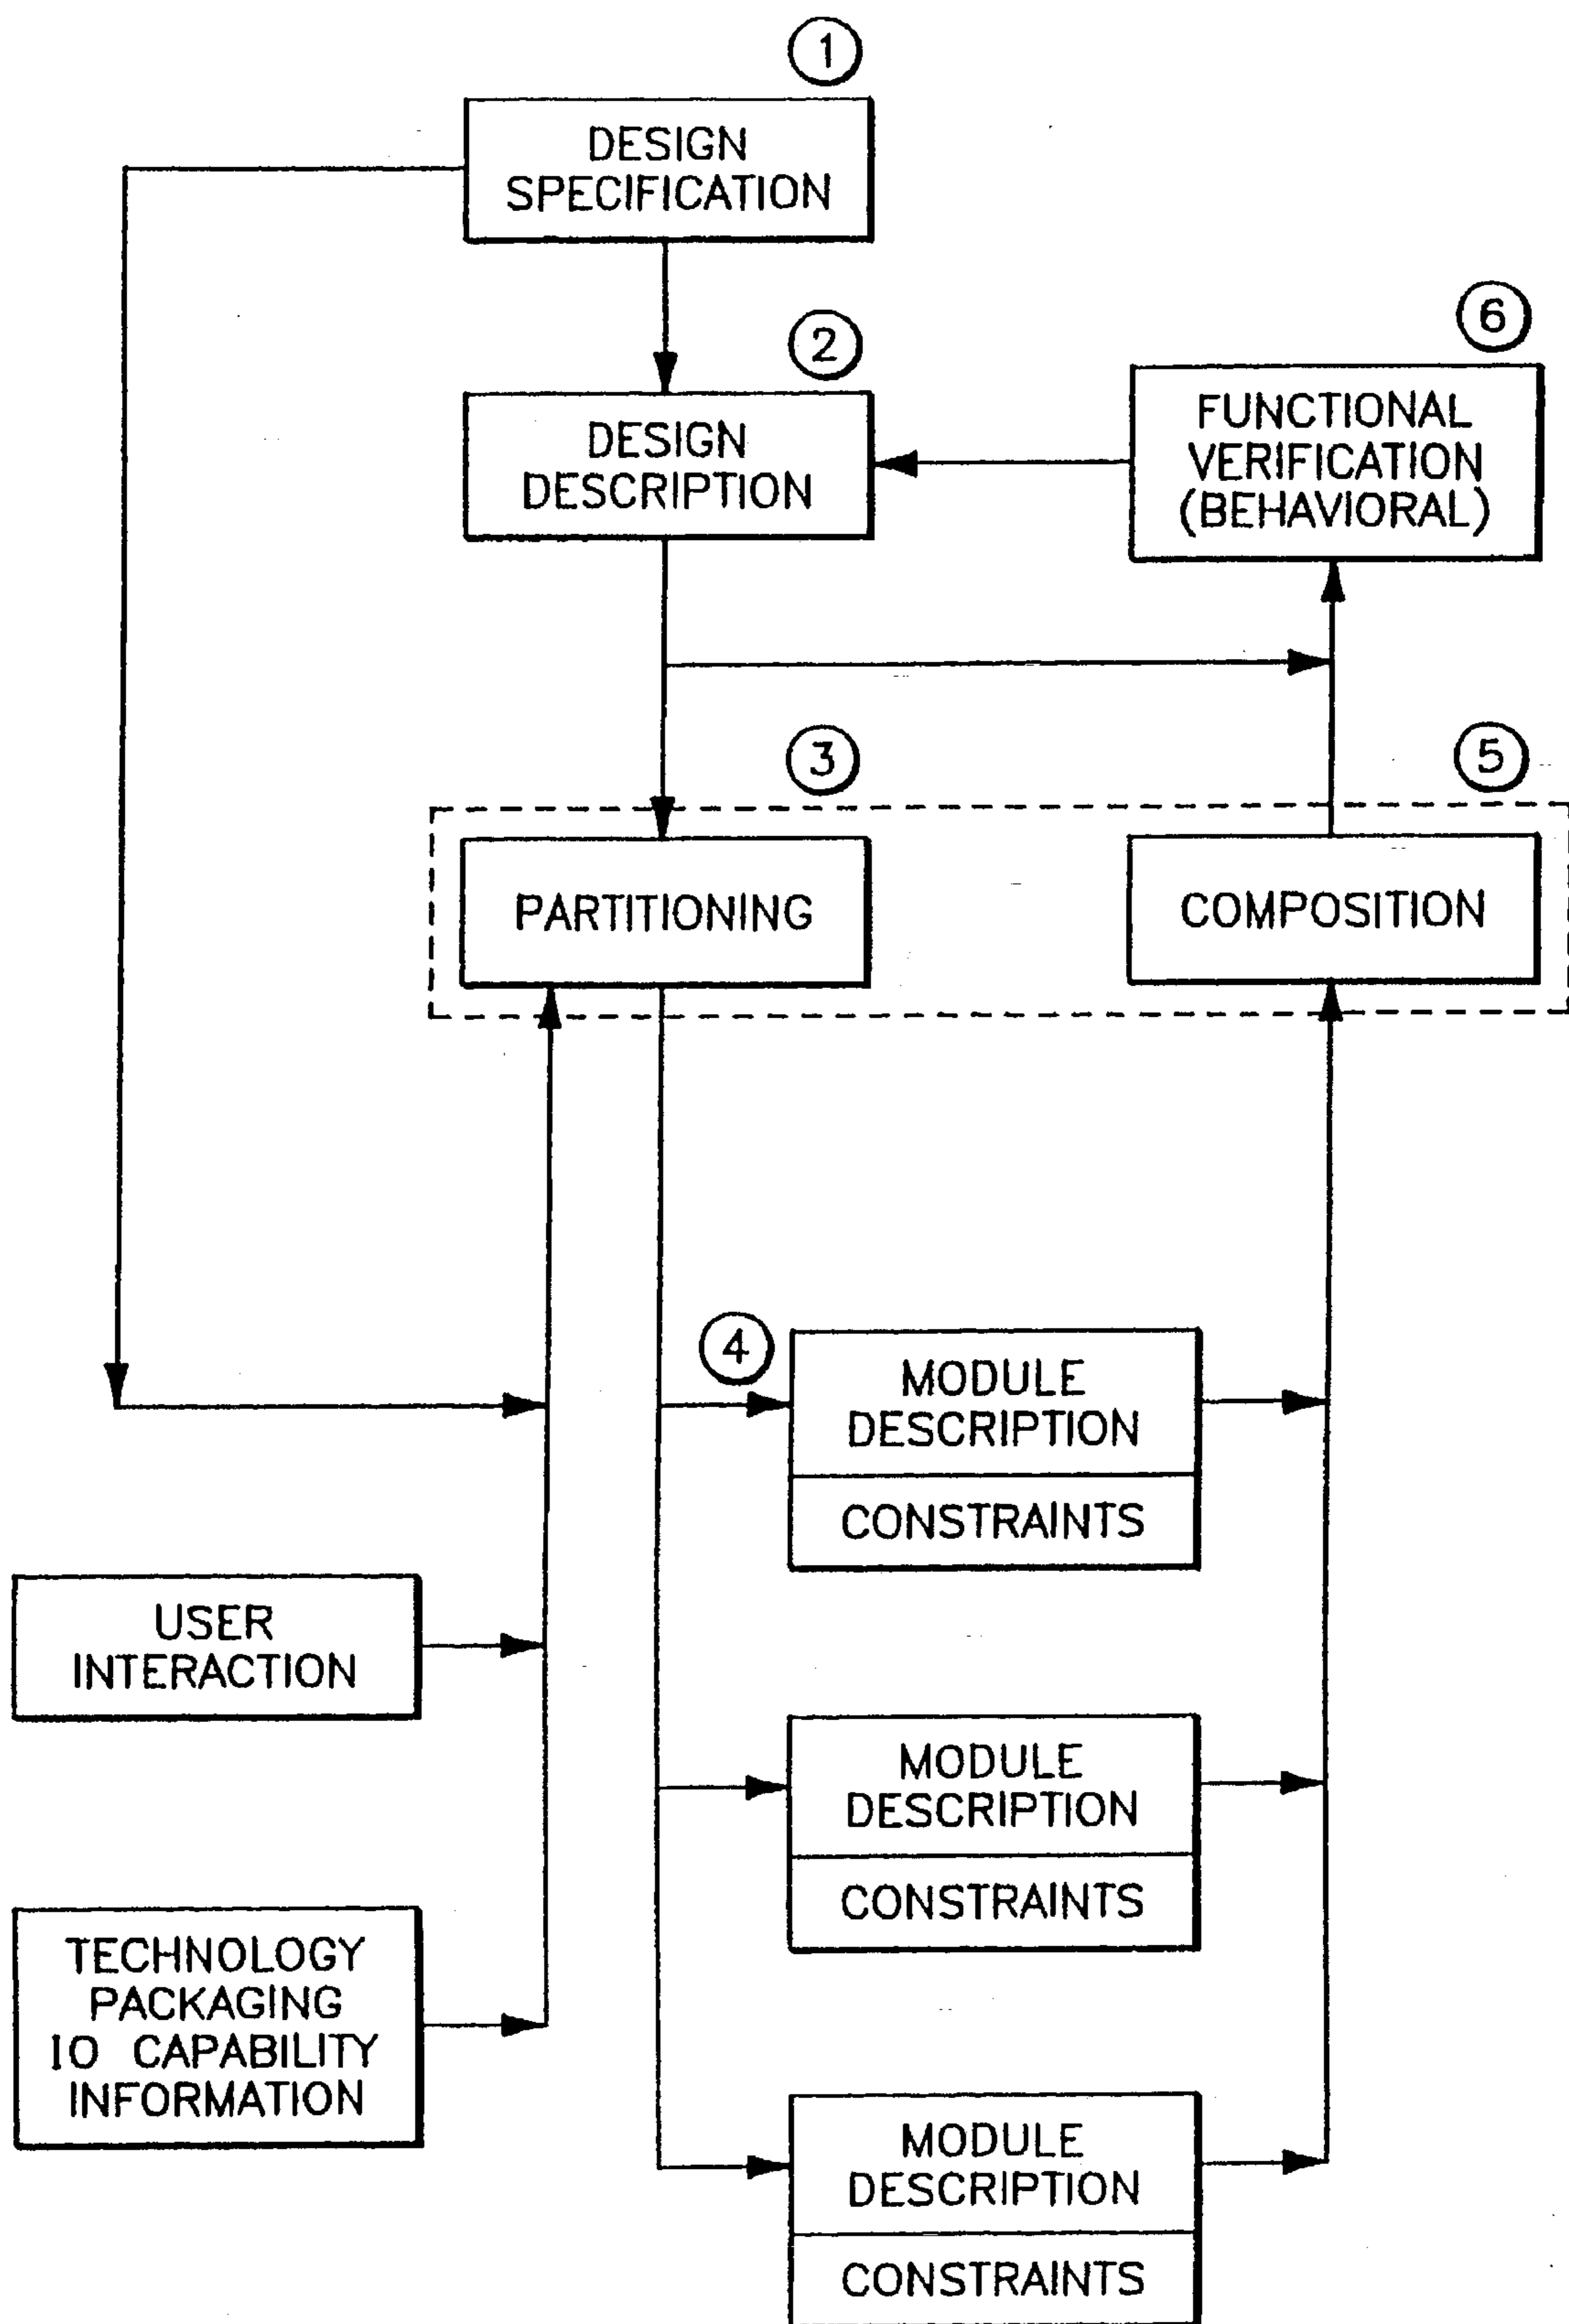 1
DESIGN
SPECIFICATION
2
DESIGN
DESCRIPTION
6
FUNCTIONAL
VERIFICATION
(BEHAVIORAL)
3
PARTITIONING
5
COMPOSITION
4
MODULE
DESCRIPTION
CONSTRAINTS
USER
INTERACTION
MODULE
DESCRIPTION
CONSTRAINTS
TECHNOLOGY
PACKAGING
IO CAPABILITY
INFORMATION
MODULE
DESCRIPTION
CONSTRAINTS